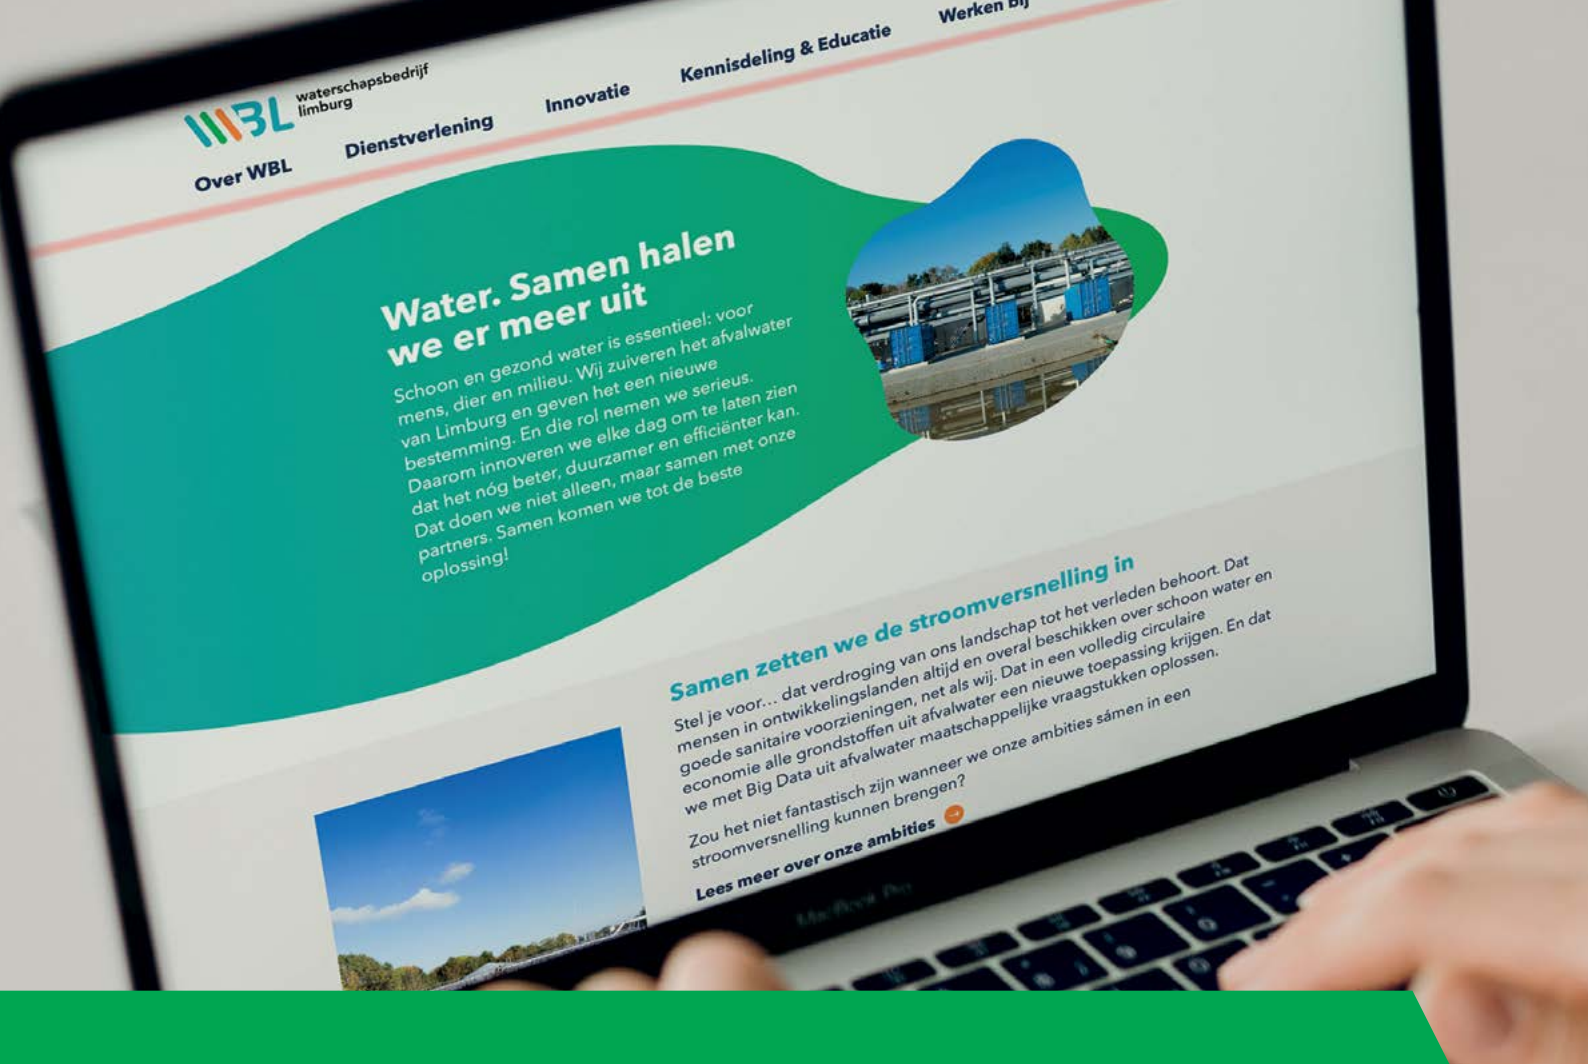 WBL waterschapsbedrijf
limburg
Over WBL
Dienstverlening
Innovatie
Kennisdeling & Educatie
Werken bij
Water. Samen halen
we er meer uit
Schoon en gezond water is essentieel: voor
mens, dier en milieu. Wij zuiveren het afvalwater
van Limburg en geven het een nieuwe
bestemming. En die rol nemen we serieus.
Daarom innoveren we elke dag om te laten zien
dat het nóg beter, duurzamer en efficiënter kan.
Dat doen we niet alleen, maar samen met onze
partners. Samen komen we tot de beste
oplossing!
Samen zetten we de stroomversnelling in
Stel je voor... dat verdroging van ons landschap tot het verleden behoort. Dat
mensen in ontwikkelingslanden altijd en overal beschikken over schoon water en
goede sanitaire voorzieningen, net als wij. Dat in een volledig circulaire
economie alle grondstoffen uit afvalwater een nieuwe toepassing krijgen. En dat
we met Big Data uit afvalwater maatschappelijke vraagstukken oplossen.
Zou het niet fantastisch zijn wanneer we onze ambities sámen in een
stroomversnelling kunnen brengen?
Lees meer over onze ambities
MacBook Pro